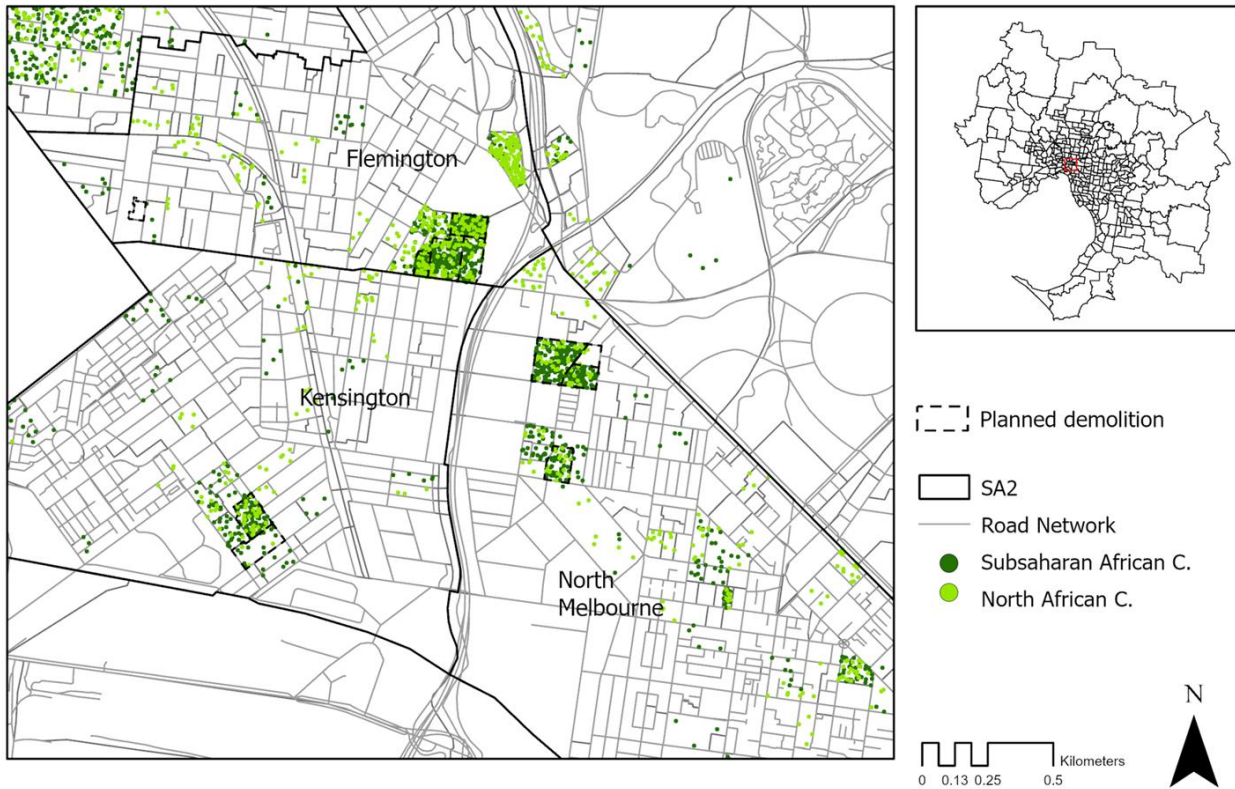 Flemington
Kensington
North
Melbourne
Planned demolition
SA2
Road Network
Subsaharan African C.
North African C.
N
Kilometers
0 0.13 0.25 0.5